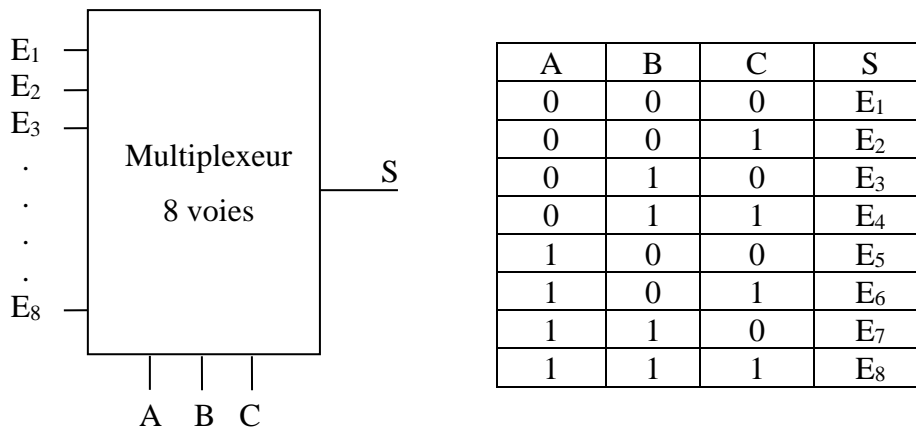 E₁
E₂
E₃
.
.
.
.
E₈
Multiplexeur
8 voies
S
A B C
A B C S
0 0 0 E₁
0 0 1 E₂
0 1 0 E₃
0 1 1 E₄
1 0 0 E₅
1 0 1 E₆
1 1 0 E₇
1 1 1 E₈